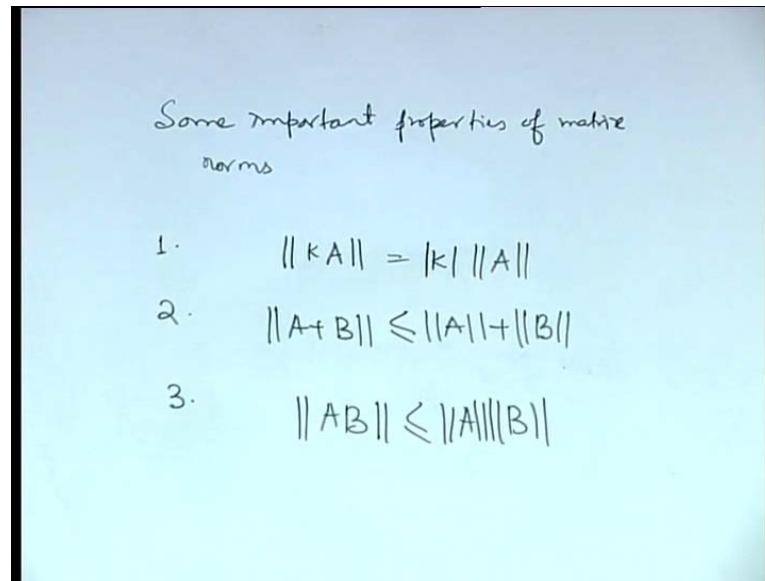 Some important properties of matrix
norms
1. ||KA|| = |K| ||A||
2. ||A+B|| ≤ ||A||+||B||
3. ||AB|| ≤ ||A|| ||B||